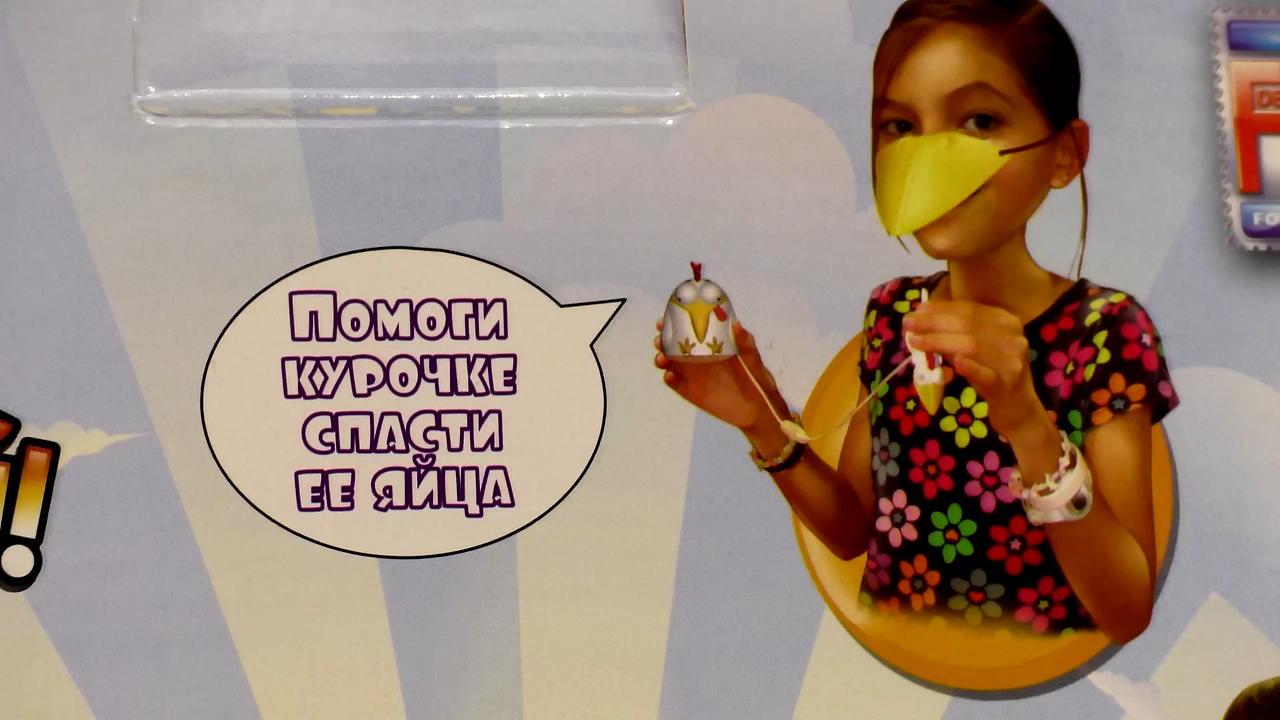 Помоги
курочке
спасти
ее яйца